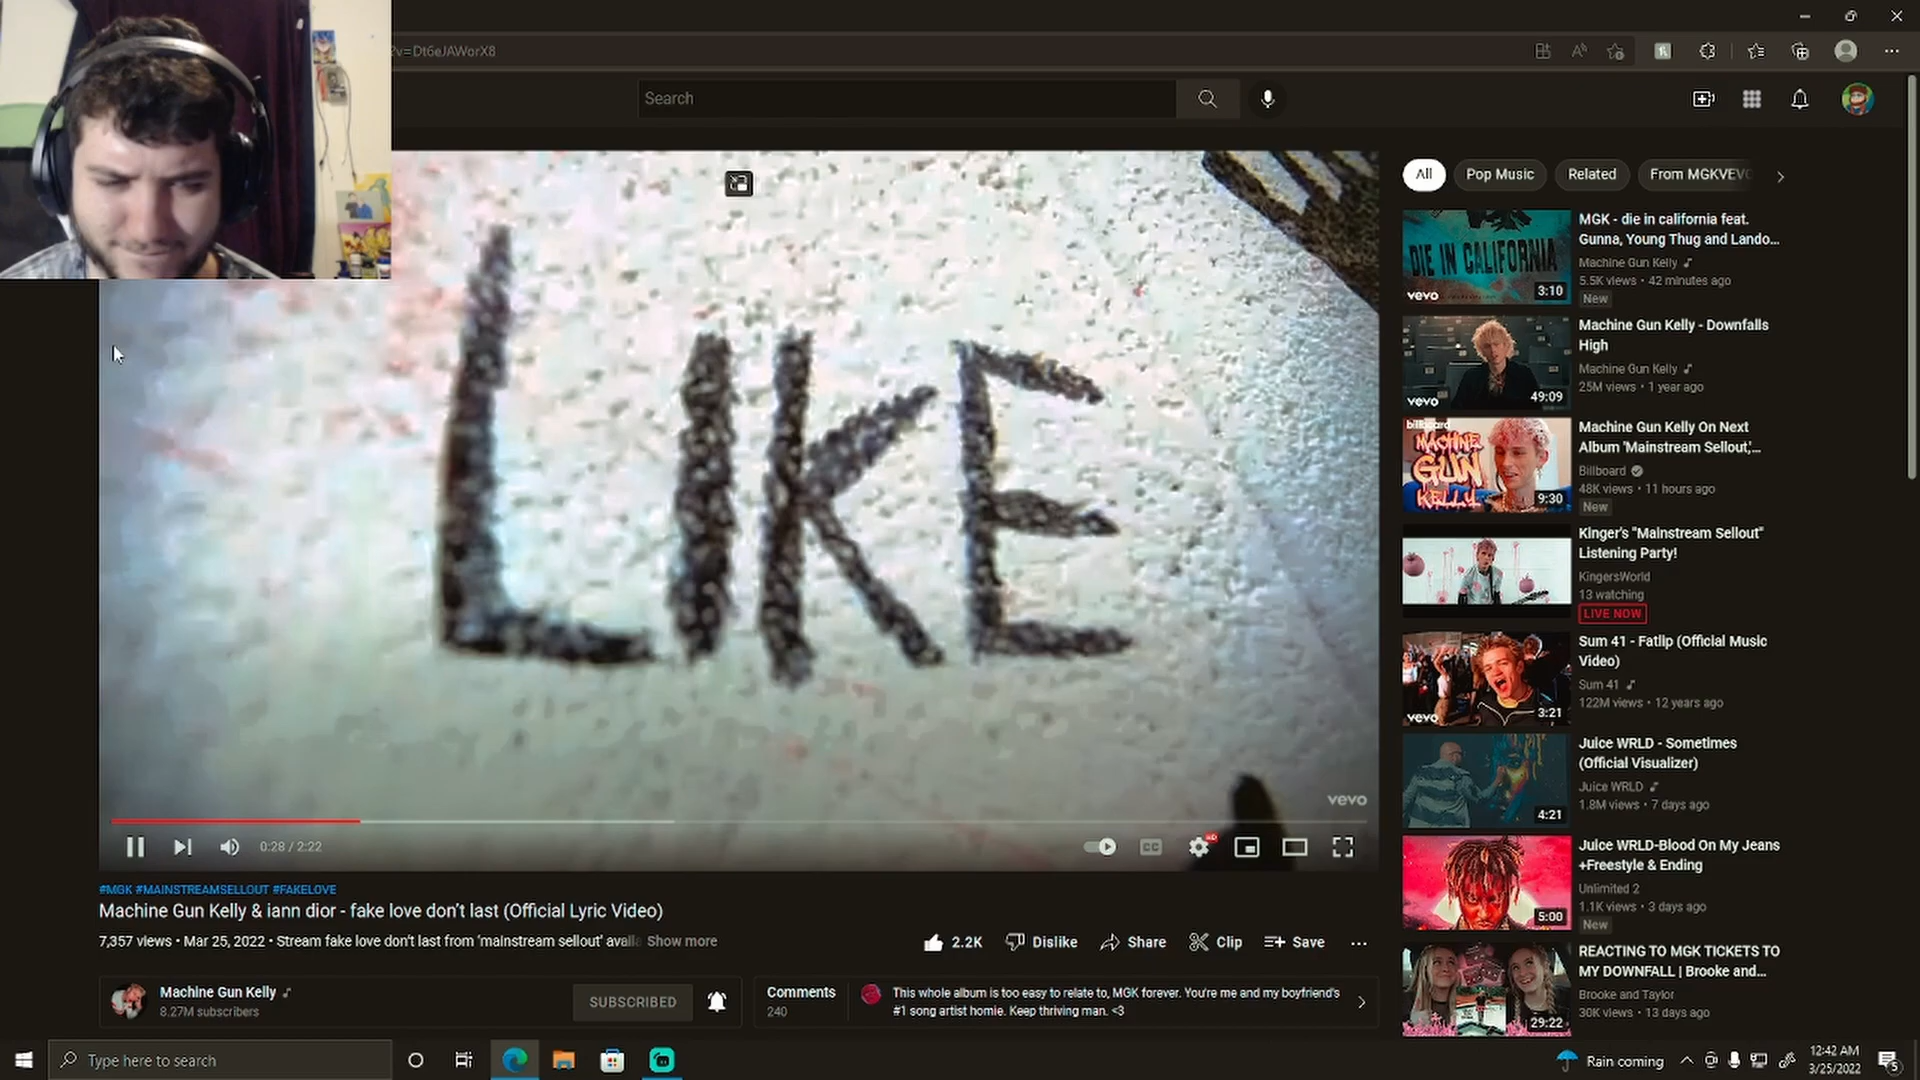 ?v=Dt6eJAWorX8
Search
LIKE
vevo
0:28 / 2:22
CC
HD
#MGK #MAINSTREAMSELLOUT #FAKELOVE
Machine Gun Kelly & iann dior - fake love don't last (Official Lyric Video)
7,357 views • Mar 25, 2022 • Stream fake love don't last from 'mainstream sellout' avail Show more
2.2K
Dislike
Share
Clip
Save
Machine Gun Kelly
8.27M subscribers
SUBSCRIBED
Comments
240
This whole album is too easy to relate to, MGK forever. You're me and my boyfriend's
#1 song artist homie. Keep thriving man. <3
All
Pop Music
Related
From MGKVEVO
DIE IN CALIFORNIA
vevo
3:10
MGK - die in california feat.
Gunna, Young Thug and Lando...
Machine Gun Kelly
5.5K views • 42 minutes ago
New
vevo
49:09
Machine Gun Kelly - Downfalls
High
Machine Gun Kelly
25M views • 1 year ago
billboard
MACHINE
GUN
KELLY
9:30
Machine Gun Kelly On Next
Album 'Mainstream Sellout',...
Billboard
48K views • 11 hours ago
New
Kinger's "Mainstream Sellout"
Listening Party!
KingersWorld
13 watching
LIVE NOW
vevo
3:21
Sum 41 - Fatlip (Official Music
Video)
Sum 41
122M views • 12 years ago
4:21
Juice WRLD - Sometimes
(Official Visualizer)
Juice WRLD
1.8M views • 7 days ago
5:00
Juice WRLD-Blood On My Jeans
+Freestyle & Ending
Unlimited 2
1.1K views • 3 days ago
New
29:22
REACTING TO MGK TICKETS TO
MY DOWNFALL | Brooke and...
Brooke and Taylor
30K views • 13 days ago
Type here to search
Rain coming
12:42 AM
3/25/2022
5